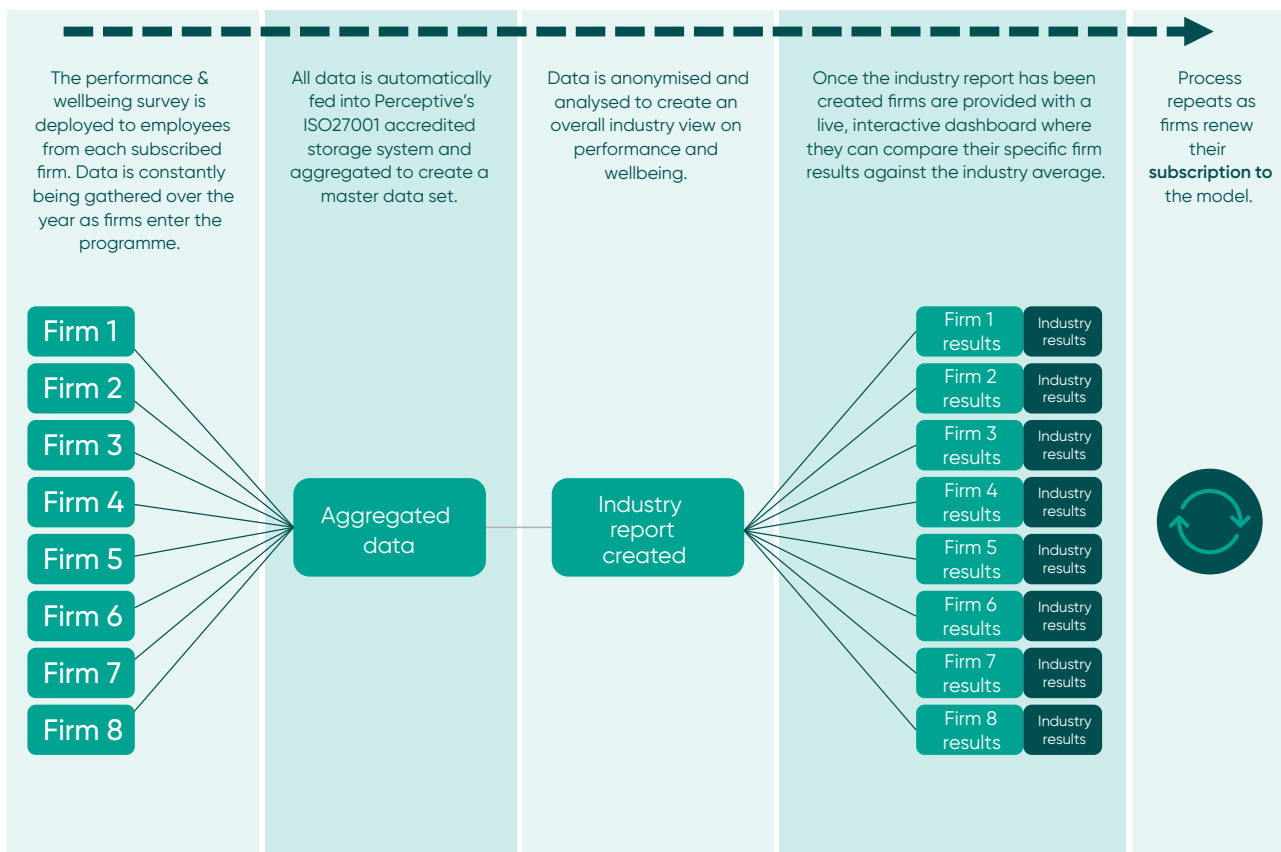 The performance &
wellbeing survey is
deployed to employees
from each subscribed
firm. Data is constantly
being gathered over the
year as firms enter the
programme.
All data is automatically
fed into Perceptive's
ISO27001 accredited
storage system and
aggregated to create a
master data set.
Data is anonymised and
analysed to create an
overall industry view on
performance and
wellbeing.
Once the industry report has been
created firms are provided with a
live, interactive dashboard where
they can compare their specific firm
results against the industry average.
Process
repeats as
firms renew
their
subscription to
the model.
Firm 1
Firm 2
Firm 3
Firm 4
Firm 5
Firm 6
Firm 7
Firm 8
Aggregated
data
Industry
report
created
Firm 1
results
Industry
results
Firm 2
results
Industry
results
Firm 3
results
Industry
results
Firm 4
results
Industry
results
Firm 5
results
Industry
results
Firm 6
results
Industry
results
Firm 7
results
Industry
results
Firm 8
results
Industry
results